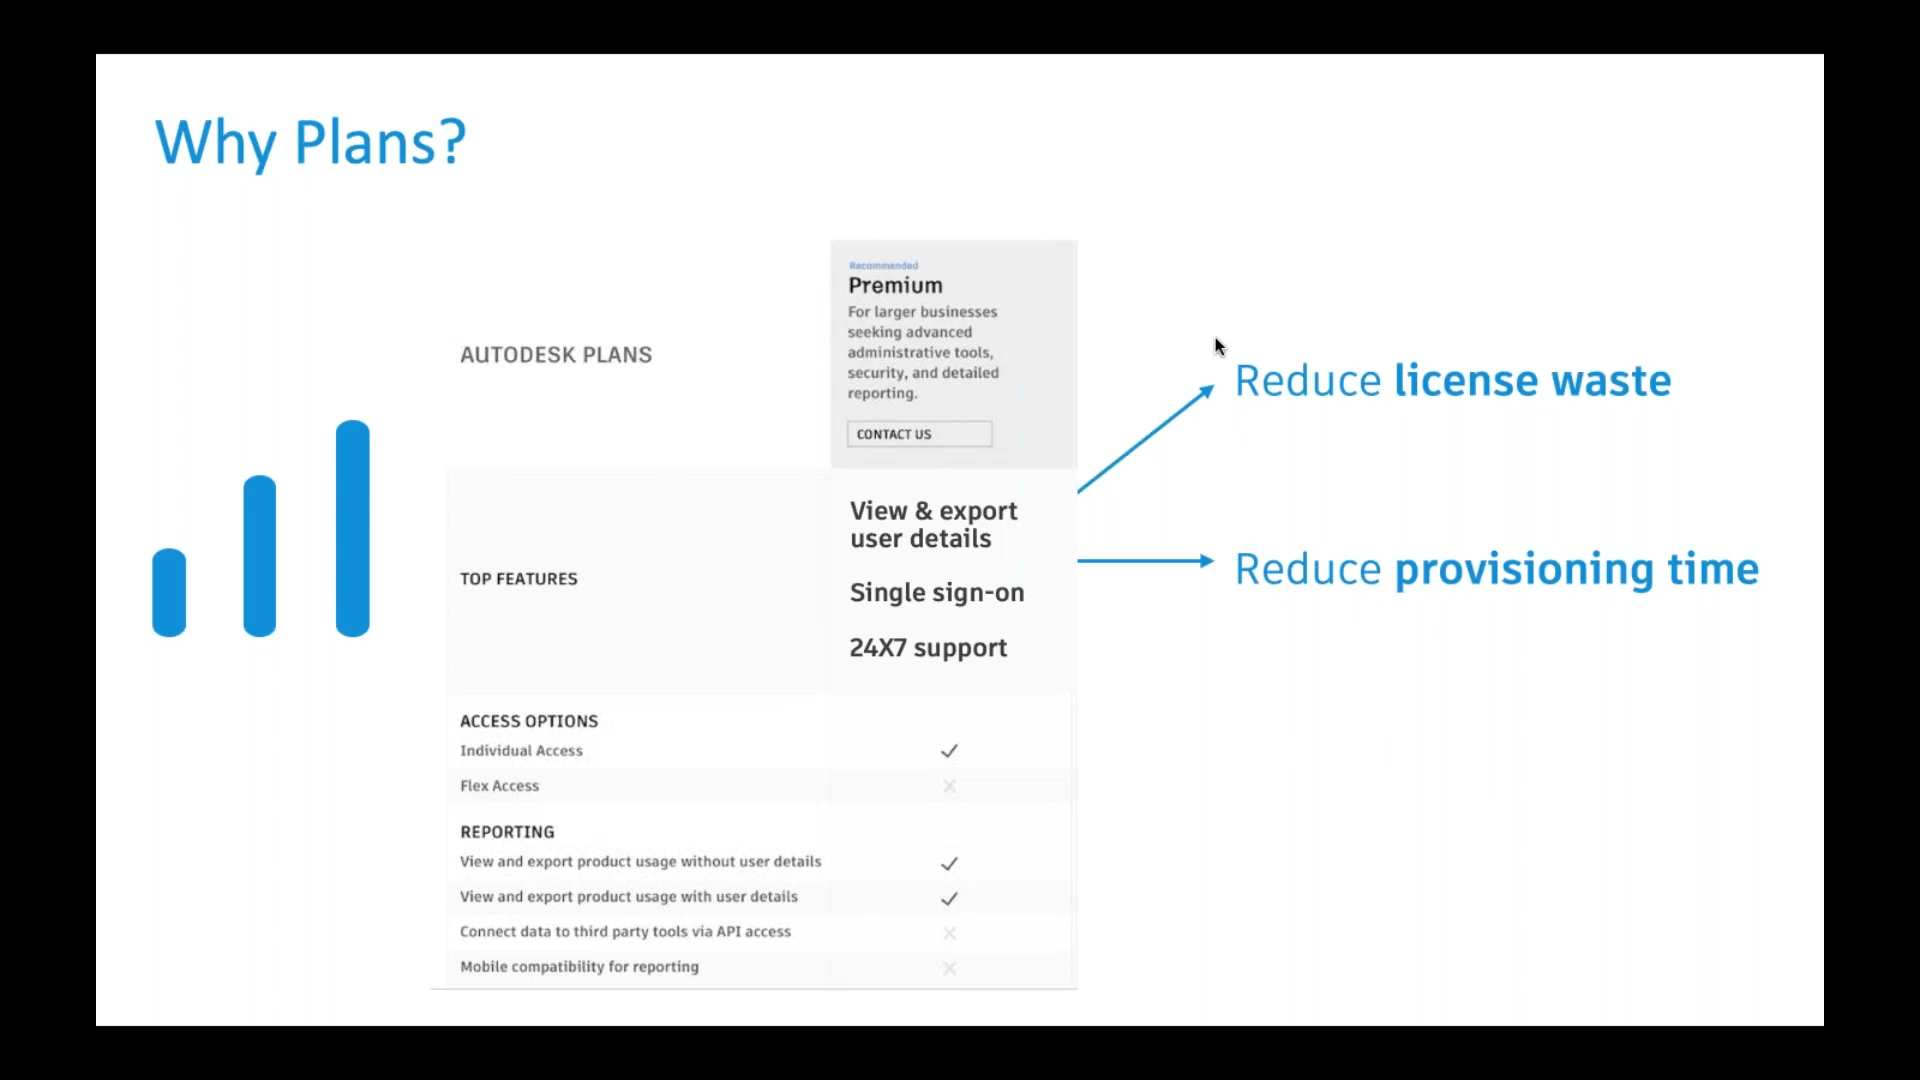 Why Plans?
Recommended
Premium
For larger businesses
seeking advanced
administrative tools,
security, and detailed
reporting.
CONTACT US
AUTODESK PLANS
TOP FEATURES
View & export
user details
Single sign-on
24X7 support
Reduce license waste
Reduce provisioning time
ACCESS OPTIONS
Individual Access
Flex Access
REPORTING
View and export product usage without user details
View and export product usage with user details
Connect data to third party tools via API access
Mobile compatibility for reporting